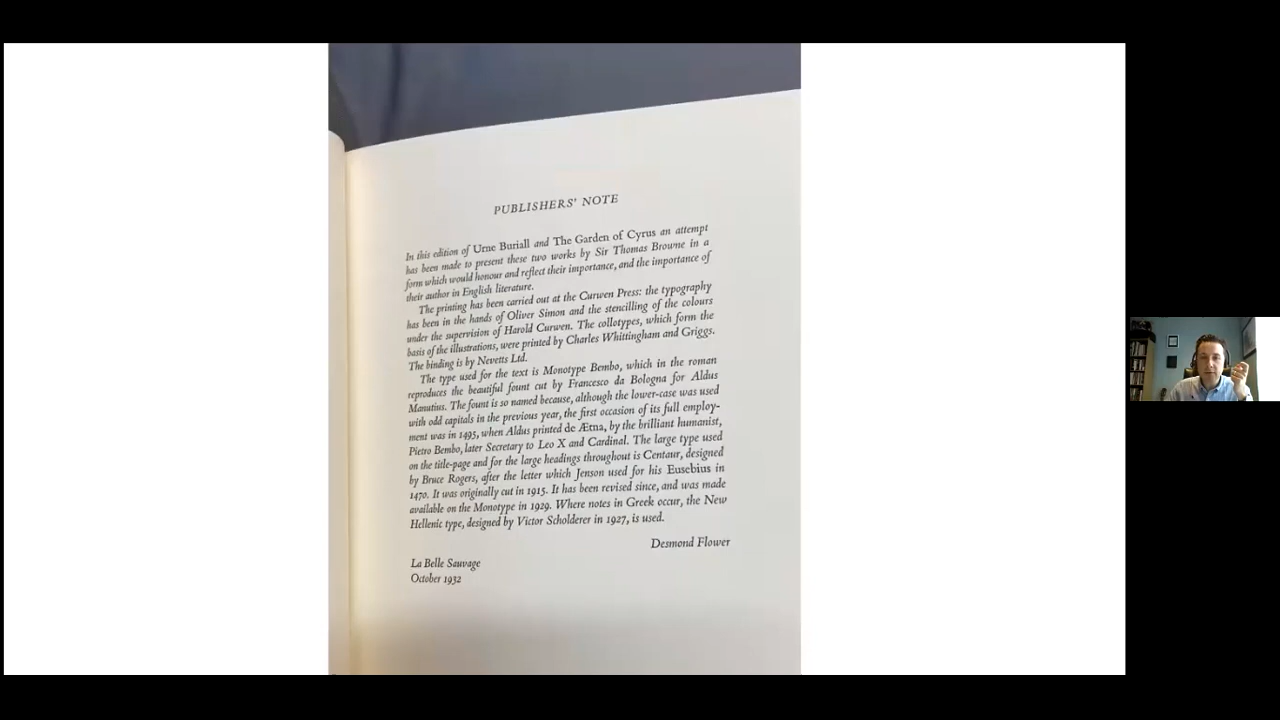 PUBLISHERS' NOTE
In this edition of Urne Buriall and The Garden of Cyrus an attempt
has been made to present these two works by Sir Thomas Browne in a
form which would honour and reflect their importance, and the importance of
their author in English literature.
The printing has been carried out at the Curwen Press: the typography
has been in the hands of Oliver Simon and the stencilling of the colours
under the supervision of Harold Curwen. The collotypes, which form the
basis of the illustrations, were printed by Charles Whittingham and Griggs.
The binding is by Nevetts Ltd.
The type used for the text is Monotype Bembo, which in the roman
reproduces the beautiful fount cut by Francesco da Bologna for Aldus
Manutius. The fount is so named because, although the lower-case was used
with odd capitals in the previous year, the first occasion of its full employ-
ment was in 1495, when Aldus printed de Ætna, by the brilliant humanist,
Pietro Bembo, later Secretary to Leo X and Cardinal. The large type used
on the title-page and for the large headings throughout is Centaur, designed
by Bruce Rogers, after the letter which Jenson used for his Eusebius in
1470. It was originally cut in 1915. It has been revised since, and was made
available on the Monotype in 1929. Where notes in Greek occur, the New
Hellenic type, designed by Victor Scholderer in 1927, is used.
Desmond Flower
La Belle Sauvage
October 1932